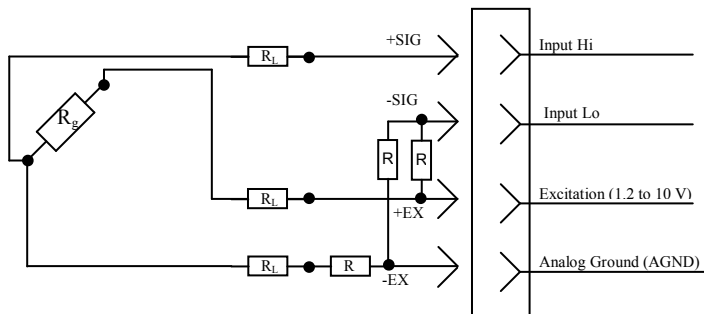 +SIG
Input Hi
R_L
-SIG
R_g
Input Lo
R
R
Excitation (1.2 to 10 V)
R_L
+EX
R_L
R
-EX
Analog Ground (AGND)